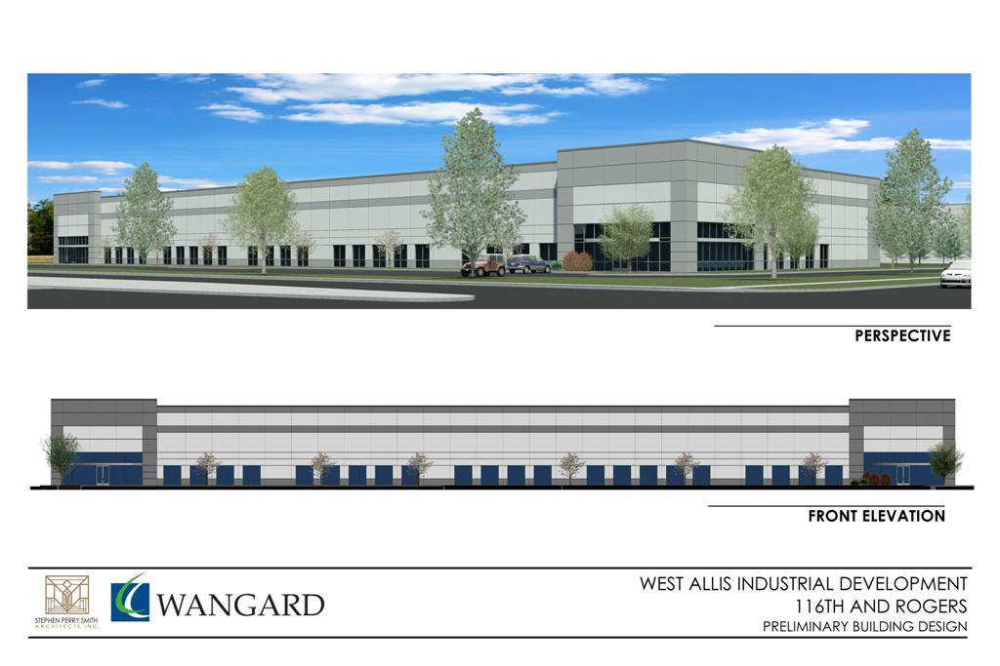 PERSPECTIVE
FRONT ELEVATION
STEPHEN PERRY SMITH
ARCHITECTS, INC.
WANGARD
WEST ALLIS INDUSTRIAL DEVELOPMENT
116TH AND ROGERS
PRELIMINARY BUILDING DESIGN